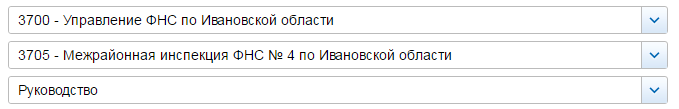 3700 - Управление ФНС по Ивановской области
3705 - Межрайонная инспекция ФНС № 4 по Ивановской области
Руководство